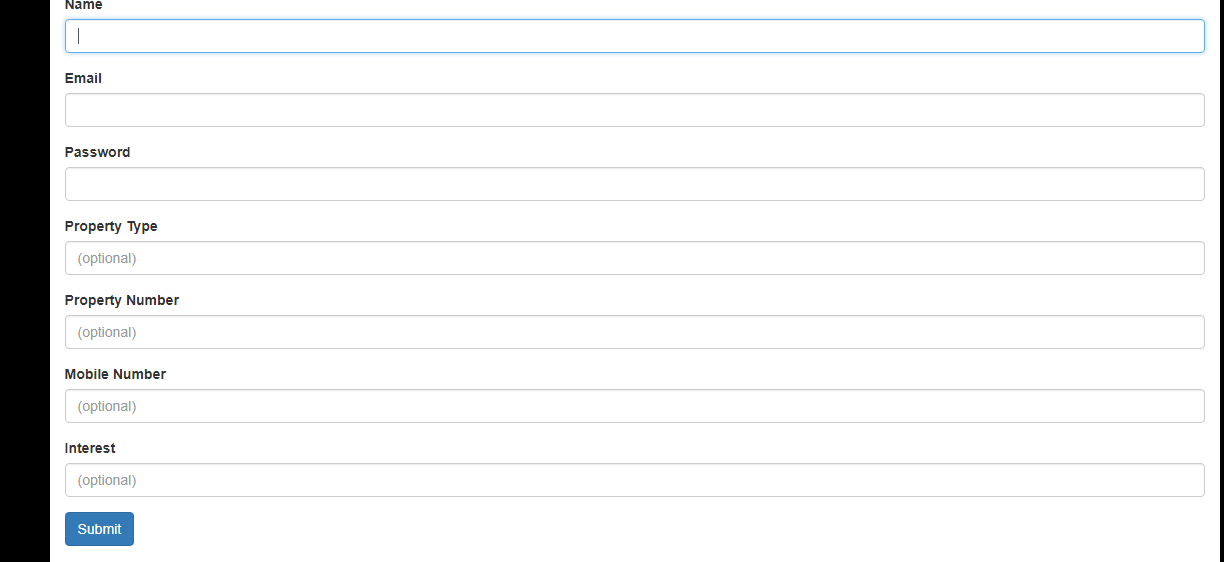 Name
Email
Password
Property Type
(optional)
Property Number
(optional)
Mobile Number
(optional)
Interest
(optional)
Submit